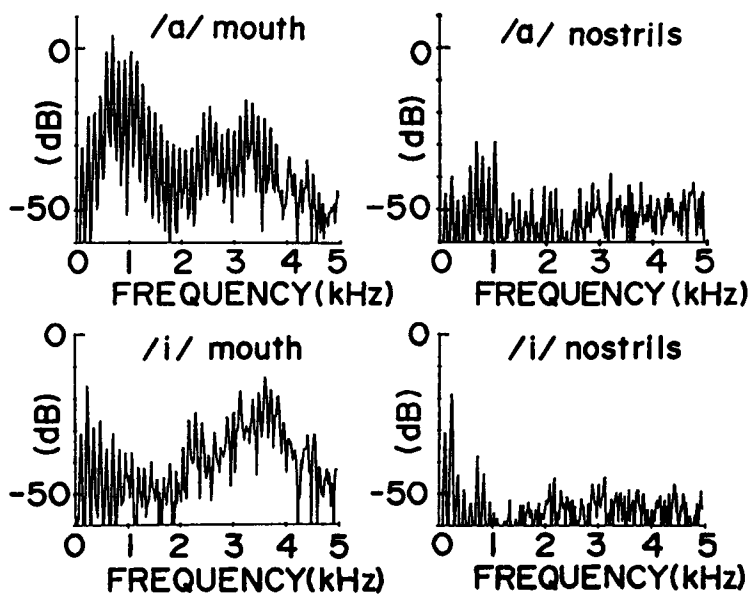 /a/ mouth
0
(dB)
-50
0 1 2 3 4 5
FREQUENCY(kHz)
/a/ nostrils
0
(dB)
-50
0 1 2 3 4 5
FREQUENCY(kHz)
/i/ mouth
0
(dB)
-50
0 1 2 3 4 5
FREQUENCY(kHz)
/i/ nostrils
0
(dB)
-50
0 1 2 3 4 5
FREQUENCY(kHz)